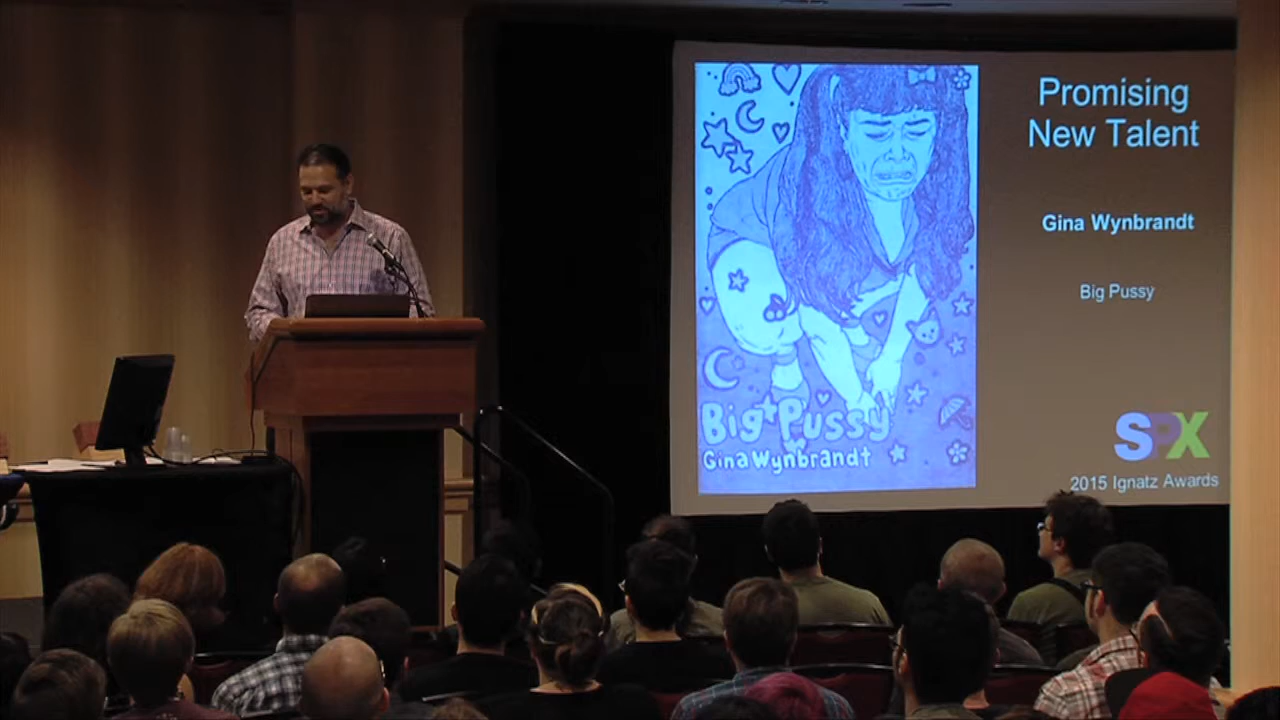 Promising
New Talent
Gina Wynbrandt
Big Pussy
Big Pussy
Gina Wynbrandt
SPX
2015 Ignatz Awards